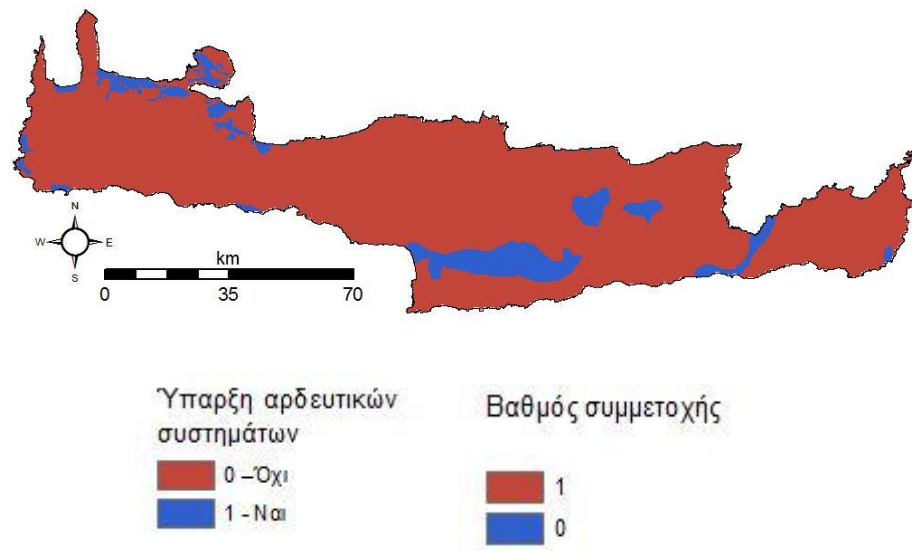 N
W E
S
km
0 35 70
Ύπαρξη αρδευτικών
συστημάτων
0 –Όχι
1 - Ναι
Βαθμός συμμετοχής
1
0